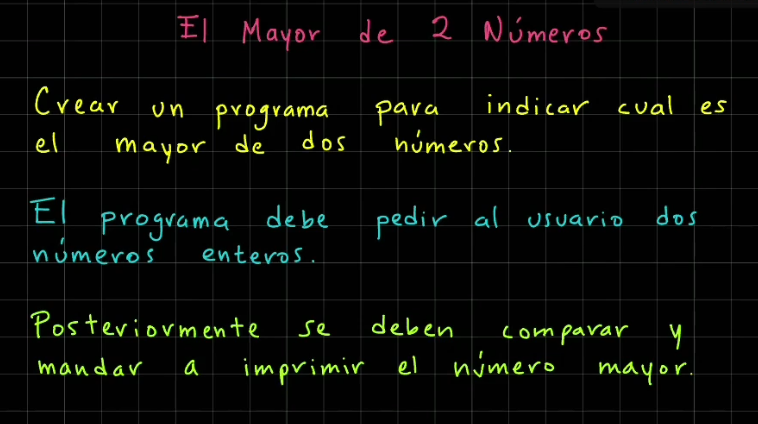 El Mayor de 2 Números
Crear un programa para indicar cual es
el mayor de dos números.
El programa debe pedir al usuario dos
números enteros.
Posteriormente se deben comparar y
mandar a imprimir el número mayor.